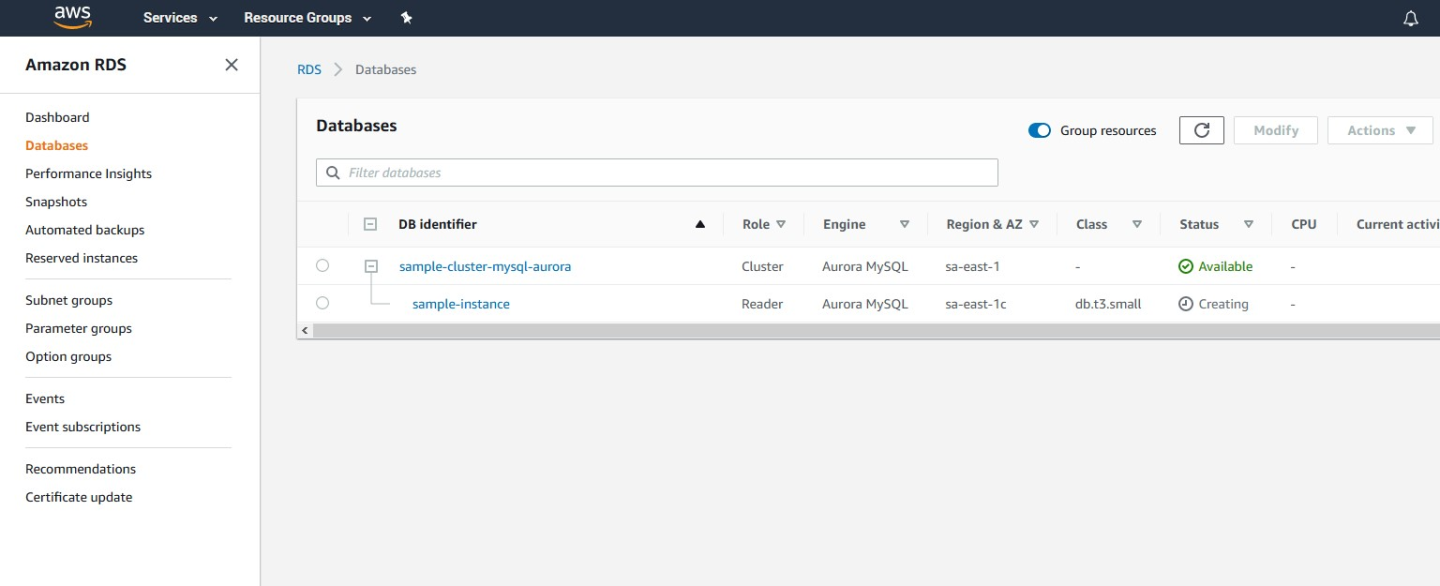 aws Services Resource Groups
Amazon RDS
Dashboard
Databases
Performance Insights
Snapshots
Automated backups
Reserved instances
Subnet groups
Parameter groups
Option groups
Events
Event subscriptions
Recommendations
Certificate update
RDS Databases
Databases
Group resources Modify Actions
Filter databases
DB identifier Role Engine Region & AZ Class Status CPU Current activi
sample-cluster-mysql-aurora Cluster Aurora MySQL sa-east-1 - Available -
sample-instance Reader Aurora MySQL sa-east-1c db.t3.small Creating -